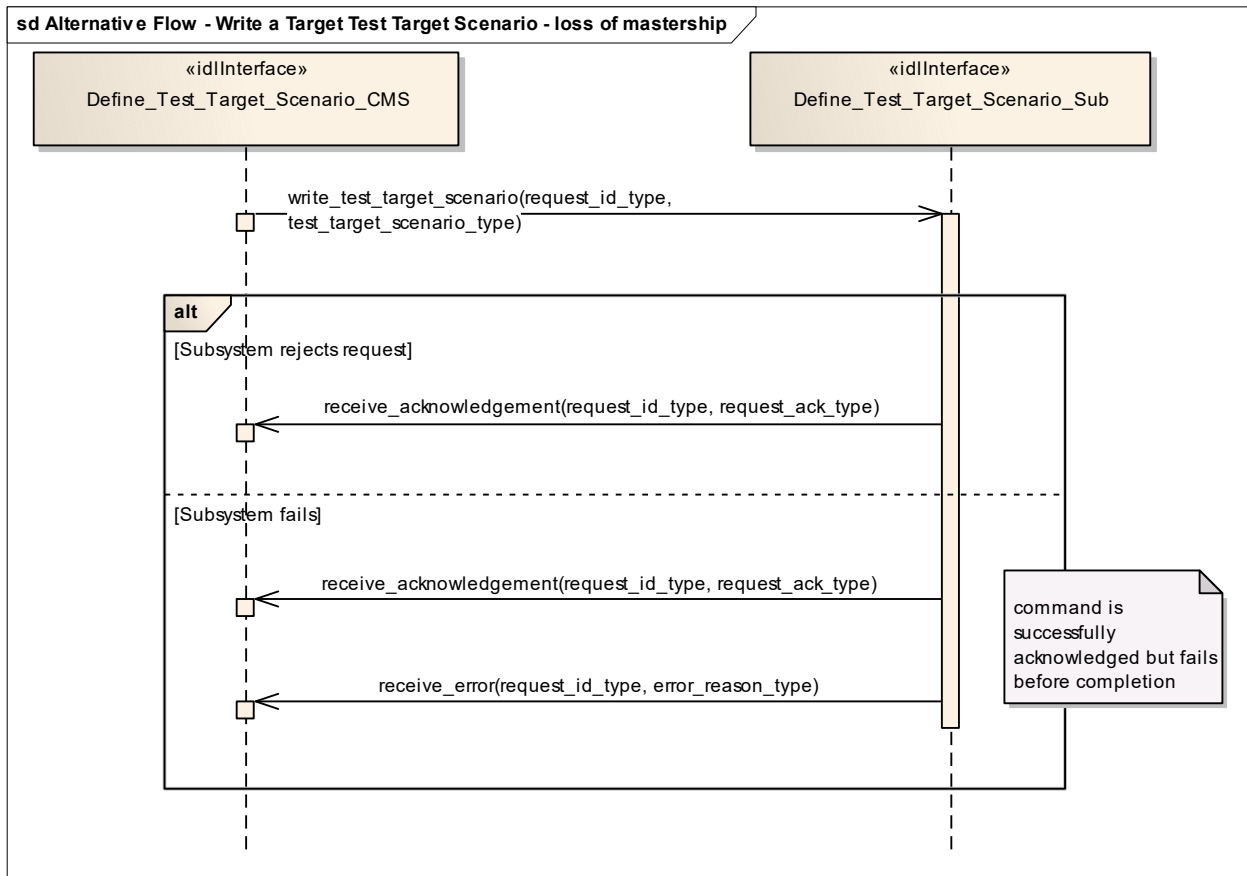 sd Alternative Flow - Write a Target Test Target Scenario - loss of mastership
«idlInterface»
Define_Test_Target_Scenario_CMS
«idlInterface»
Define_Test_Target_Scenario_Sub
write_test_target_scenario(request_id_type,
test_target_scenario_type)
alt
[Subsystem rejects request]
receive_acknowledgement(request_id_type, request_ack_type)
[Subsystem fails]
receive_acknowledgement(request_id_type, request_ack_type)
command is
successfully
acknowledged but fails
before completion
receive_error(request_id_type, error_reason_type)